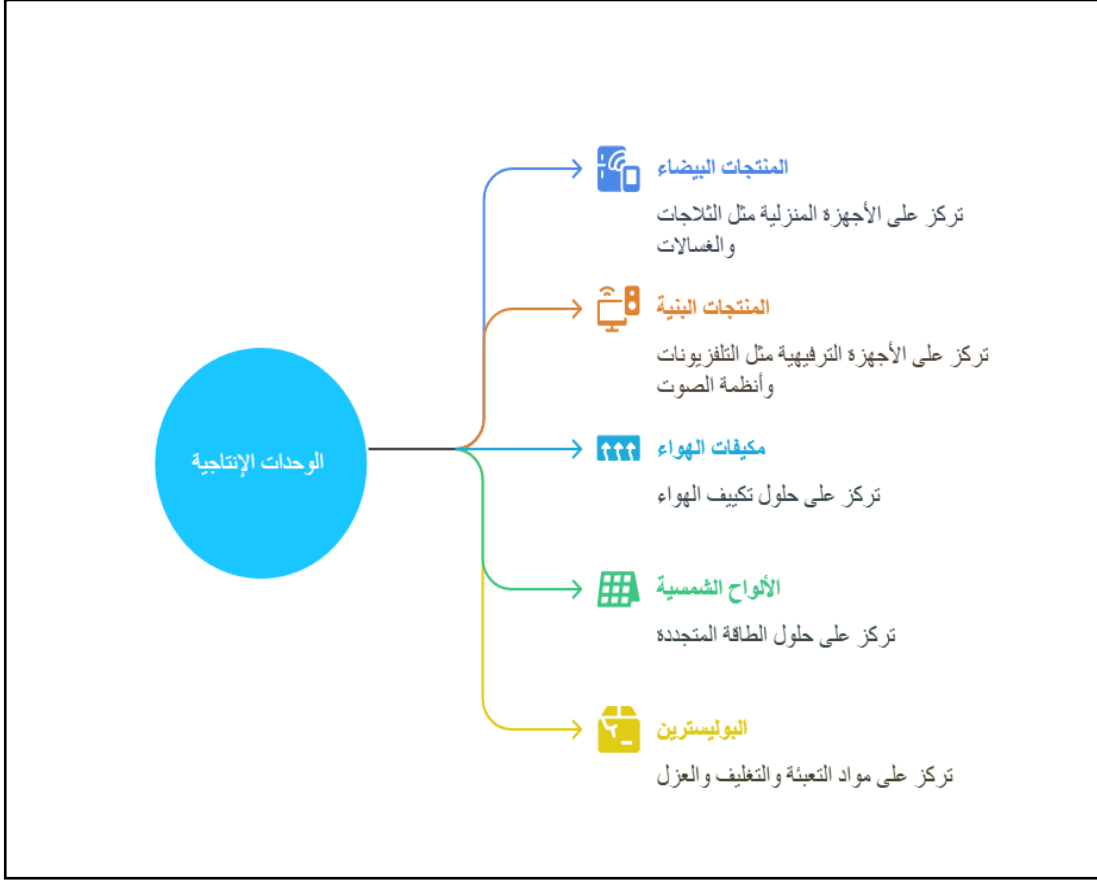 المنتجات البيضاء
تركز على الأجهزة المنزلية مثل الثلاجات
والغسالات
المنتجات البنية
تركز على الأجهزة الترفيهية مثل التلفزيونات
وأنظمة الصوت
الوحدات الإنتاجية
مكيفات الهواء
تركز على حلول تكييف الهواء
الألواح الشمسية
تركز على حلول الطاقة المتجددة
البوليسترين
تركز على مواد التعبئة والتغليف والعزل